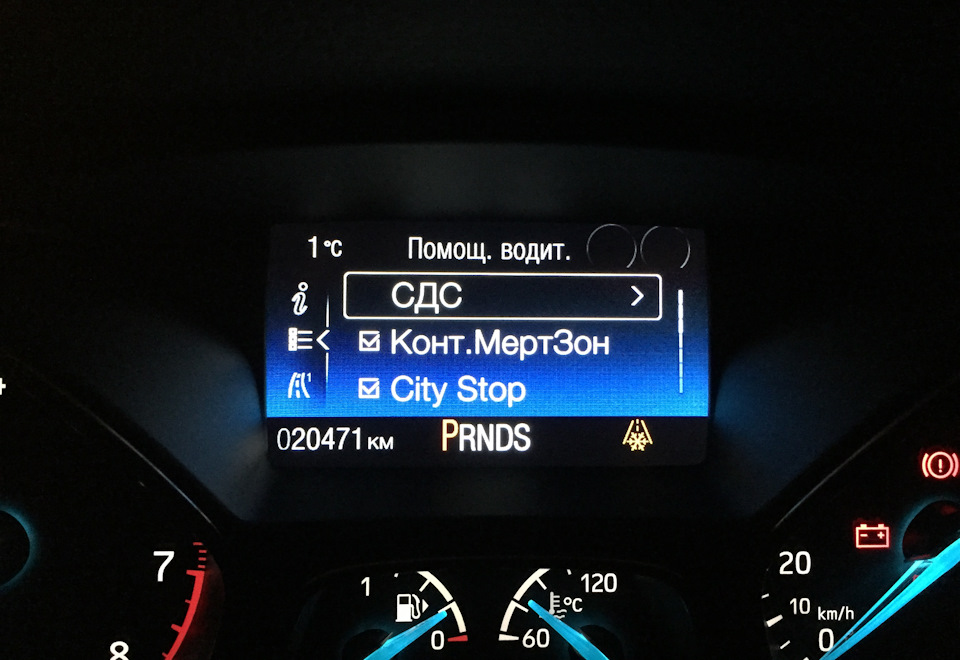 1°C Помощ. водит.
СДС
Конт.МертЗон
City Stop
020471 км PRNDS
7
8
1
0
120
°C
60
20
10 km/h
0